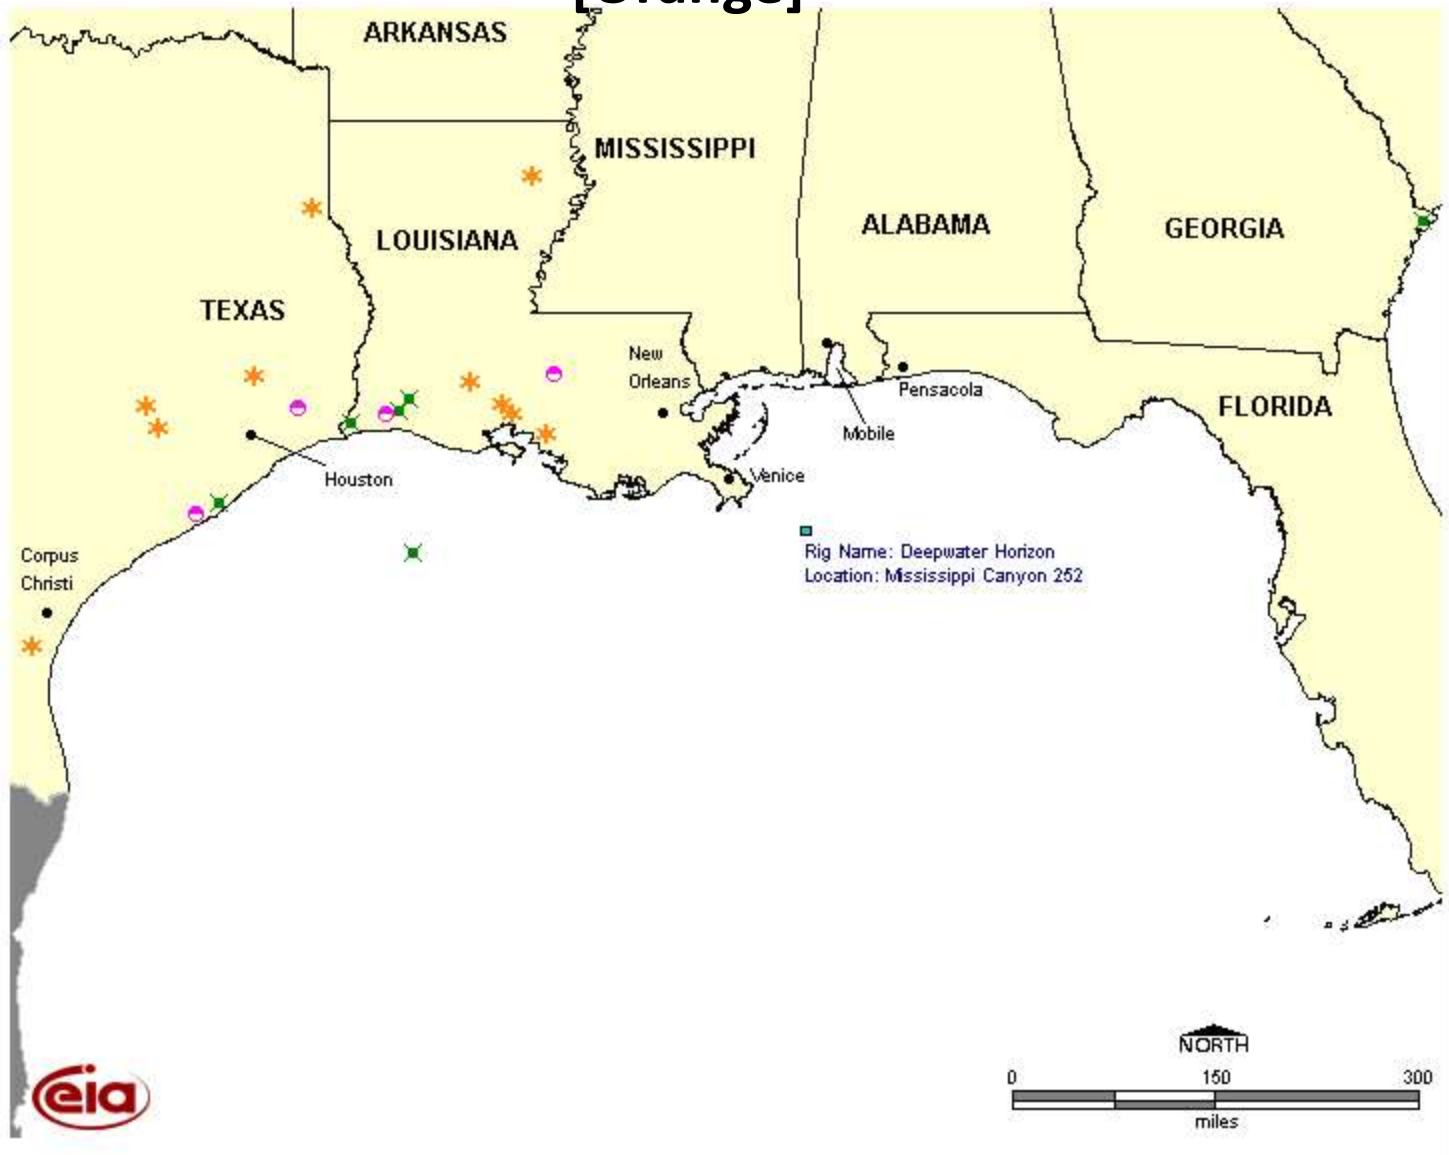 [Orange]
ARKANSAS
MISSISSIPPI
ALABAMA
GEORGIA
LOUISIANA
TEXAS
New
Orleans
Pensacola
FLORIDA
Mobile
Houston
Venice
Corpus
Christi
Rig Name: Deepwater Horizon
Location: Mississippi Canyon 252
NORTH
0 150 300
miles
eia